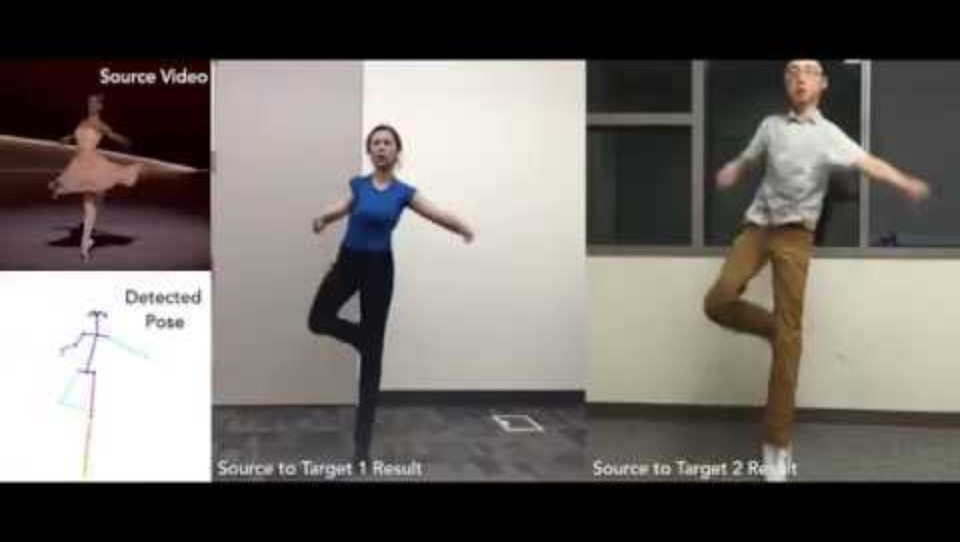 Source Video
Detected
Pose
Source to Target 1 Result
Source to Target 2 Result